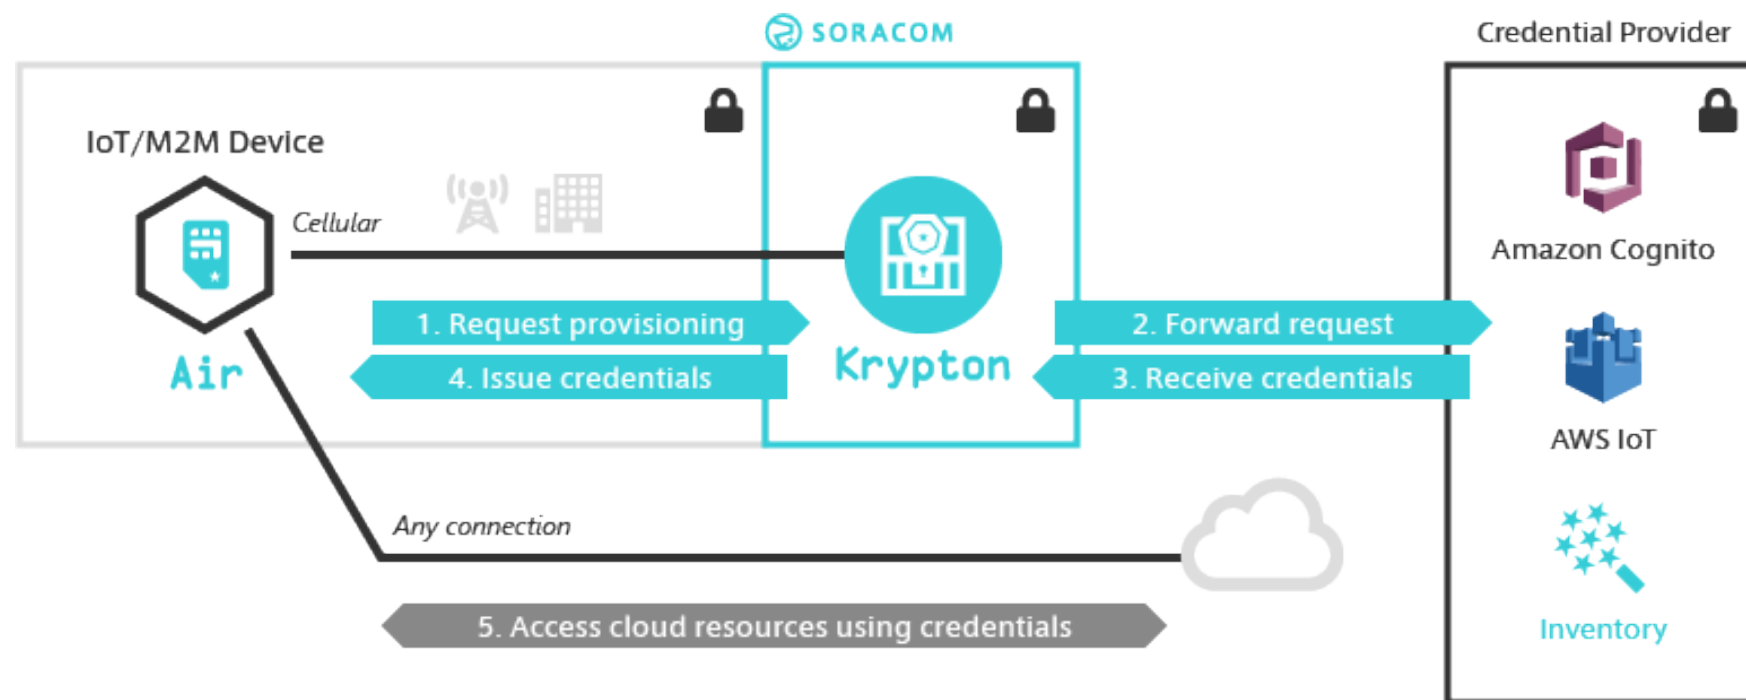 SORACOM
Credential Provider
IoT/M2M Device
Cellular
Amazon Cognito
1. Request provisioning
2. Forward request
Air
Krypton
4. Issue credentials
3. Receive credentials
AWS IoT
Any connection
5. Access cloud resources using credentials
Inventory